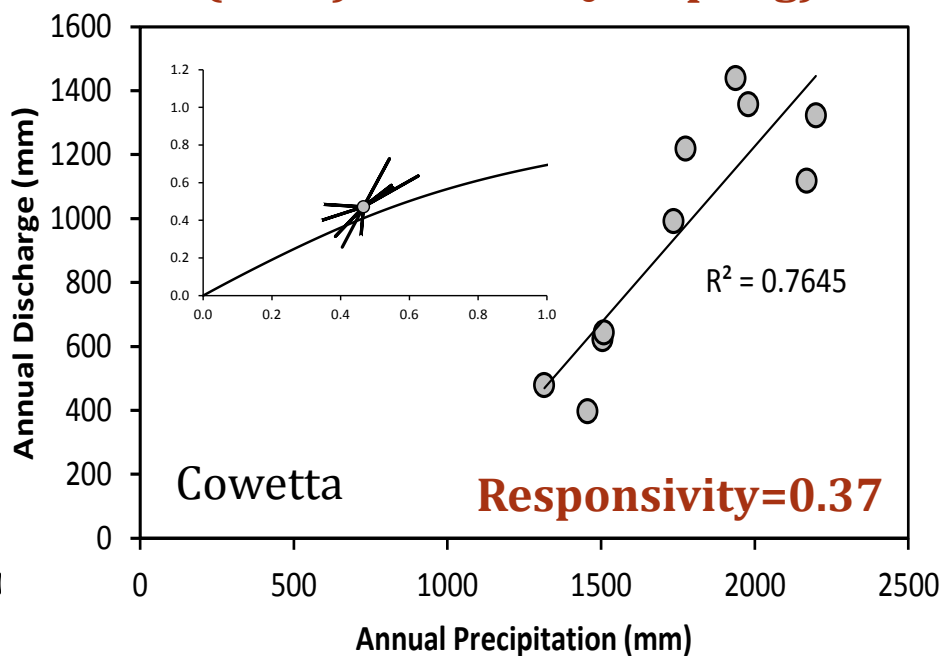 Annual Discharge (mm)
1600
1400
1200
1000
800
600
400
200
0
1.2
1.0
0.8
0.6
0.4
0.2
0.0
0.0 0.2 0.4 0.6 0.8 1.0
R² = 0.7645
Cowetta
Responsivity=0.37
0 500 1000 1500 2000 2500
Annual Precipitation (mm)